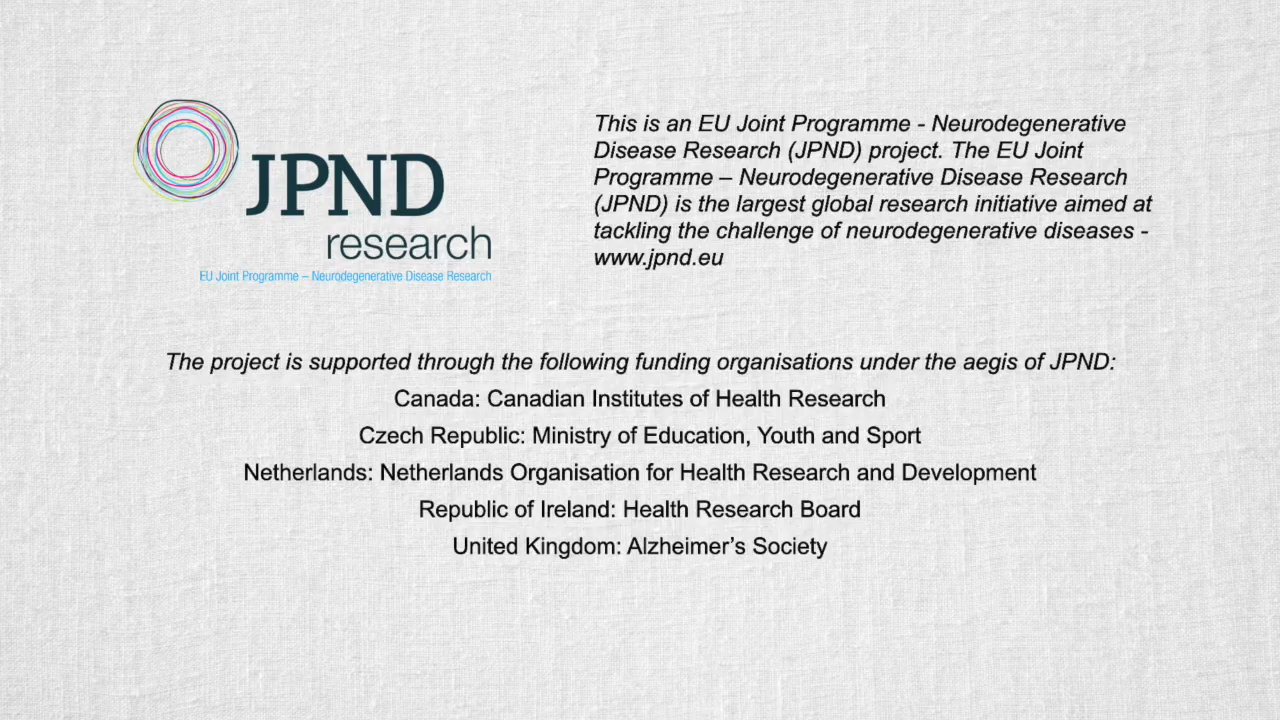 JPND
research
EU Joint Programme – Neurodegenerative Disease Research
This is an EU Joint Programme - Neurodegenerative
Disease Research (JPND) project. The EU Joint
Programme – Neurodegenerative Disease Research
(JPND) is the largest global research initiative aimed at
tackling the challenge of neurodegenerative diseases -
www.jpnd.eu
The project is supported through the following funding organisations under the aegis of JPND:
Canada: Canadian Institutes of Health Research
Czech Republic: Ministry of Education, Youth and Sport
Netherlands: Netherlands Organisation for Health Research and Development
Republic of Ireland: Health Research Board
United Kingdom: Alzheimer’s Society